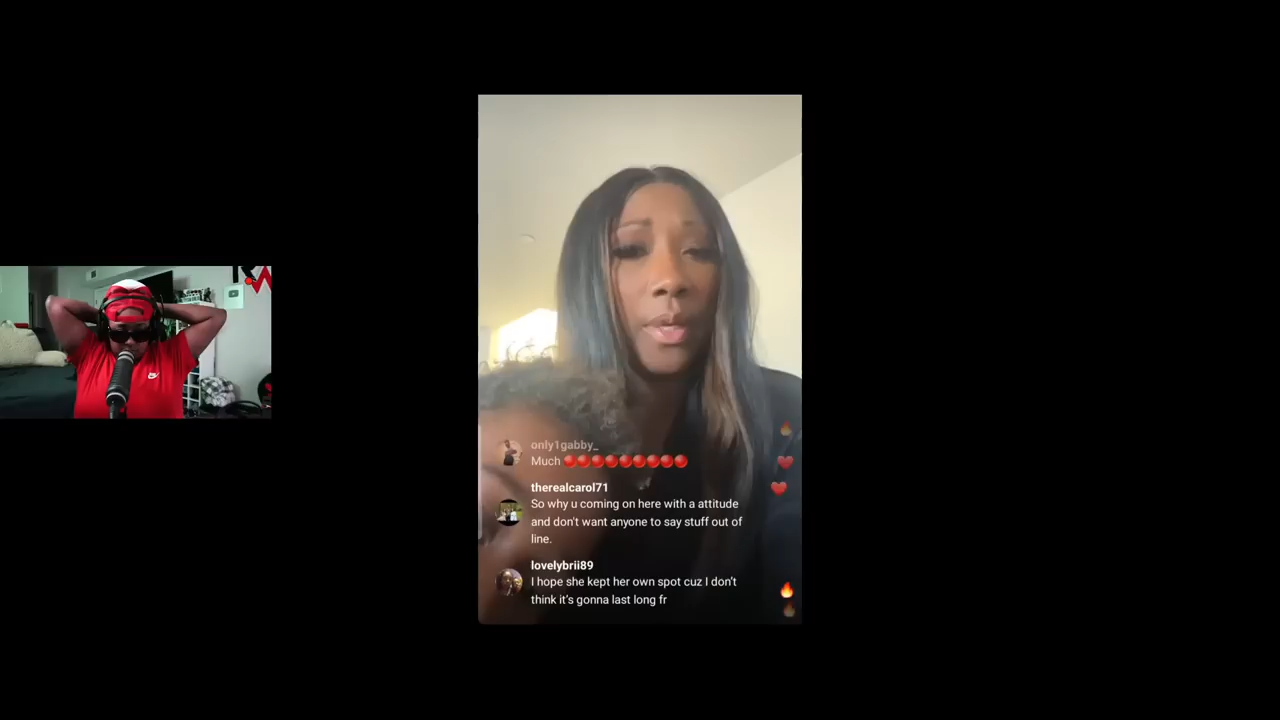 only1gabby_
Much
therealcarol71
So why u coming on here with a attitude
and don't want anyone to say stuff out of
line.
lovelybrii89
I hope she kept her own spot cuz I don't
think it's gonna last long fr